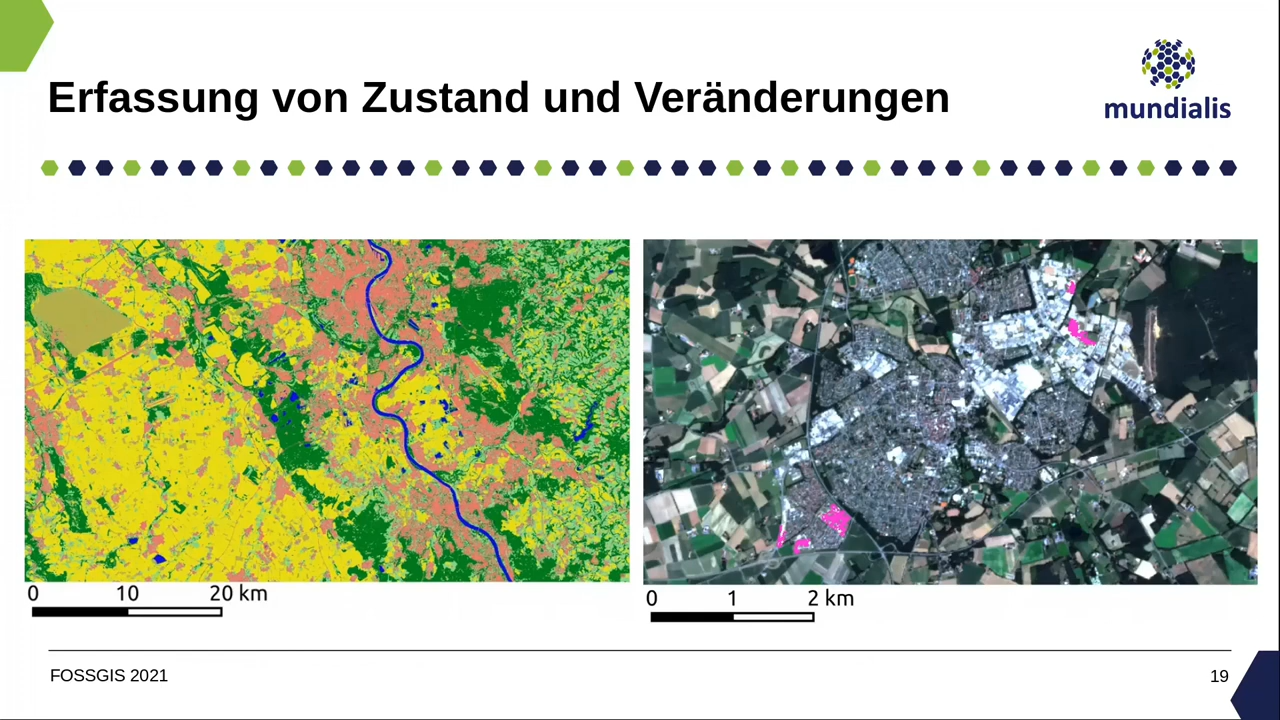 Erfassung von Zustand und Veränderungen
mundialis
0 10 20 km
0 1 2 km
FOSSGIS 2021
19